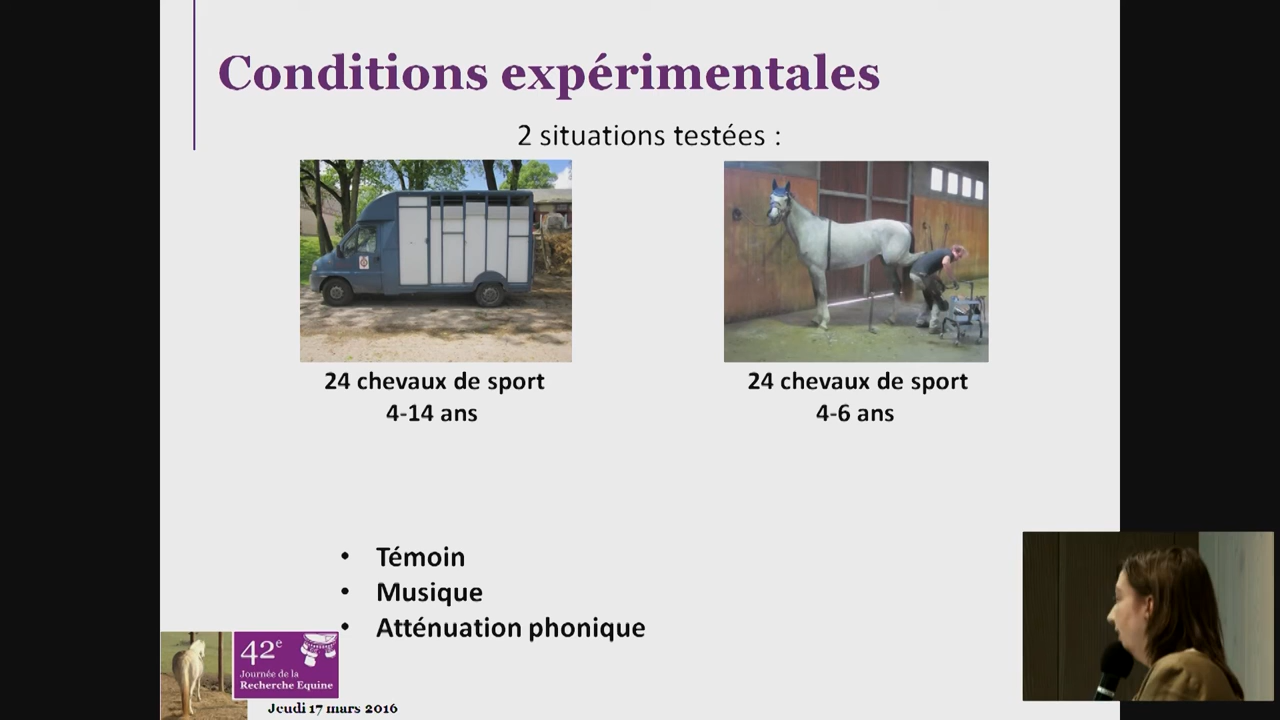 Conditions expérimentales
2 situations testées :
24 chevaux de sport
4-14 ans
24 chevaux de sport
4-6 ans
• Témoin
• Musique
• Atténuation phonique
42e
Journée de la
Recherche Equine
Jeudi 17 mars 2016